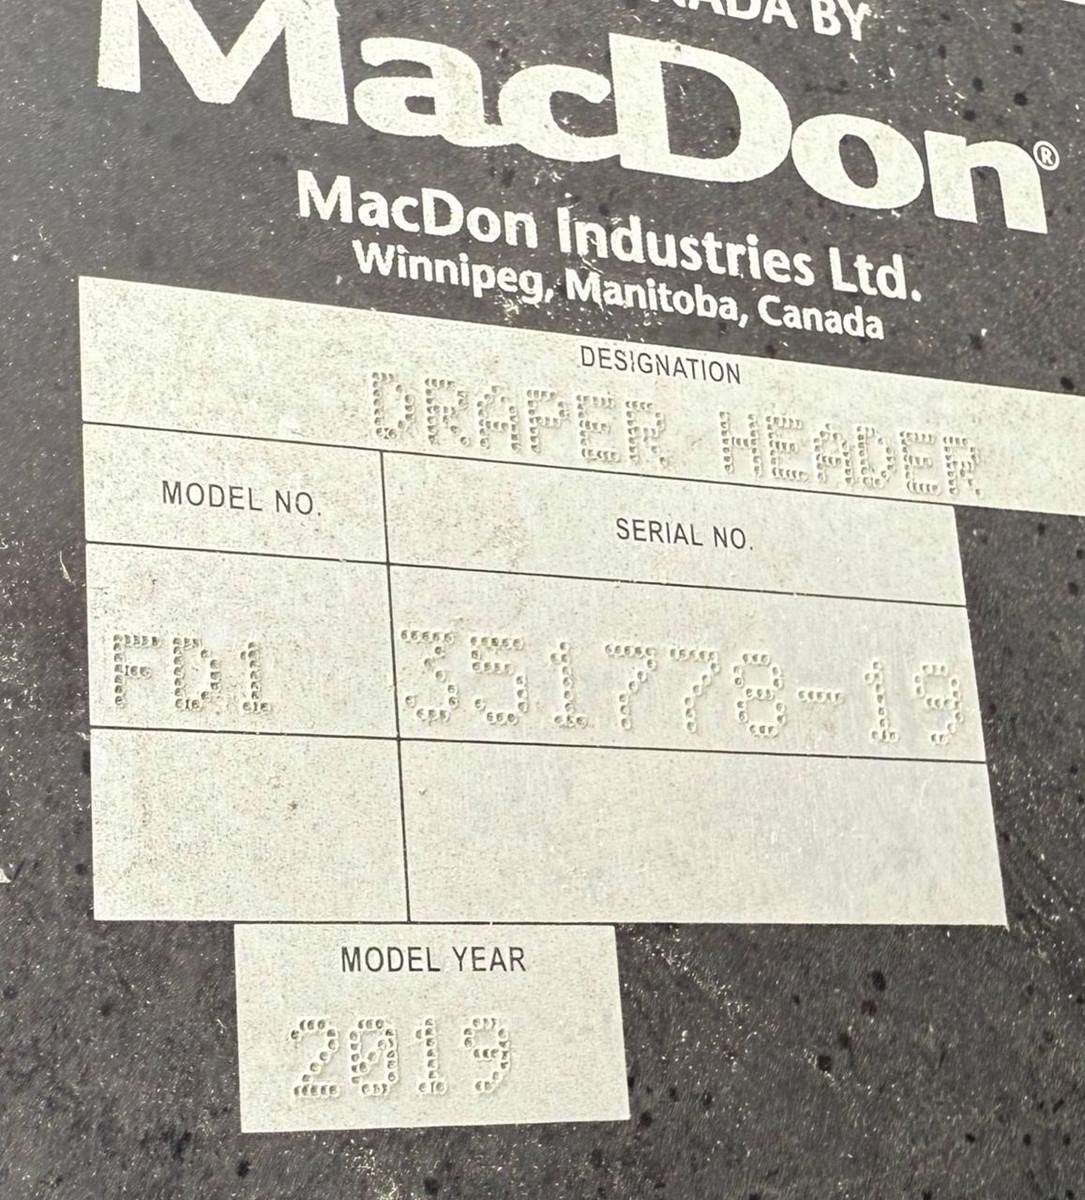 BY
MacDon®
MacDon Industries Ltd.
Winnipeg, Manitoba, Canada
DESIGNATION
DRAPER HEADER
MODEL NO. SERIAL NO.
FD1 351778-19
MODEL YEAR
2019